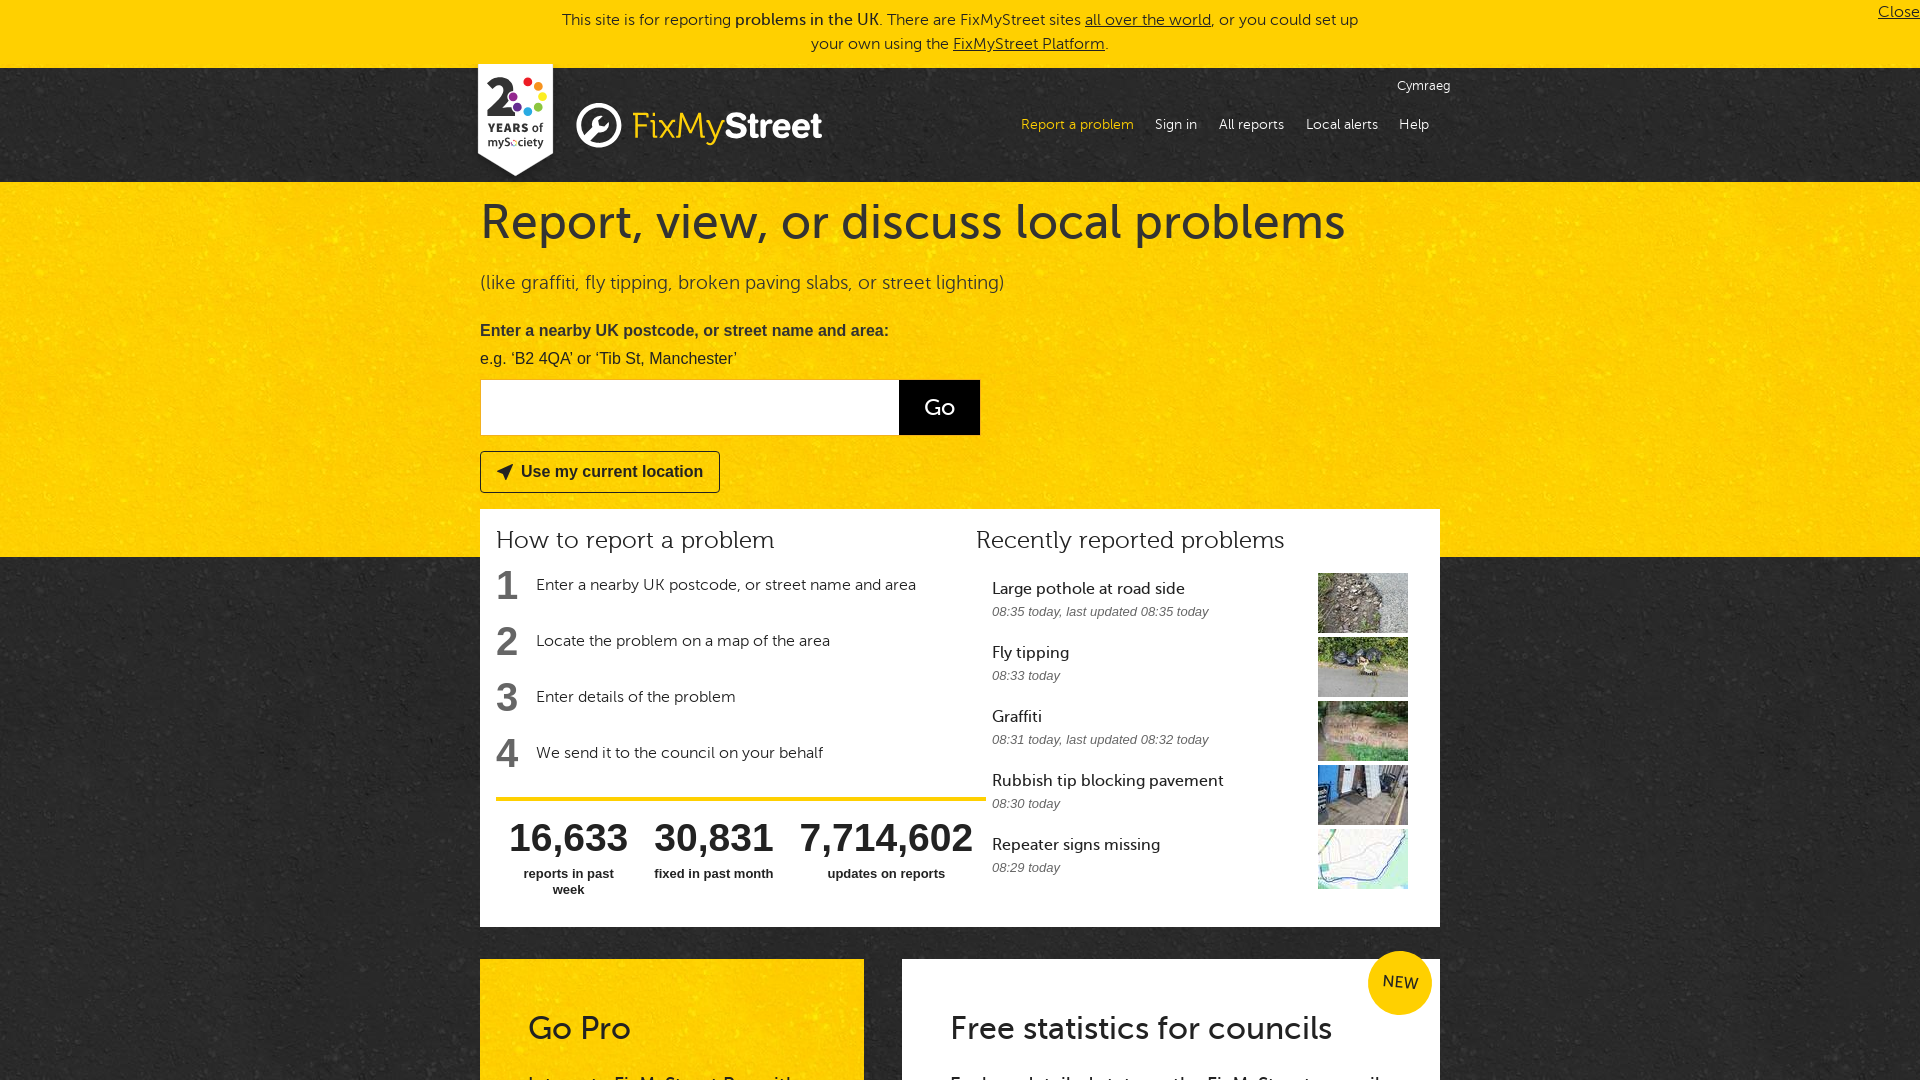 This site is for reporting problems in the UK. There are FixMyStreet sites all over the world, or you could set up
your own using the FixMyStreet Platform.
Close
20
YEARS of
mySociety
FixMyStreet
Cymraeg
Report a problem
Sign in
All reports
Local alerts
Help
Report, view, or discuss local problems
(like graffiti, fly tipping, broken paving slabs, or street lighting)
Enter a nearby UK postcode, or street name and area:
e.g. ‘B2 4QA’ or ‘Tib St, Manchester’
Go
Use my current location
How to report a problem
1 Enter a nearby UK postcode, or street name and area
2 Locate the problem on a map of the area
3 Enter details of the problem
4 We send it to the council on your behalf
16,633
reports in past
week
30,831
fixed in past month
7,714,602
updates on reports
Recently reported problems
Large pothole at road side
08:35 today, last updated 08:35 today
Fly tipping
08:33 today
Graffiti
08:31 today, last updated 08:32 today
Rubbish tip blocking pavement
08:30 today
Repeater signs missing
08:29 today
Go Pro
NEW
Free statistics for councils